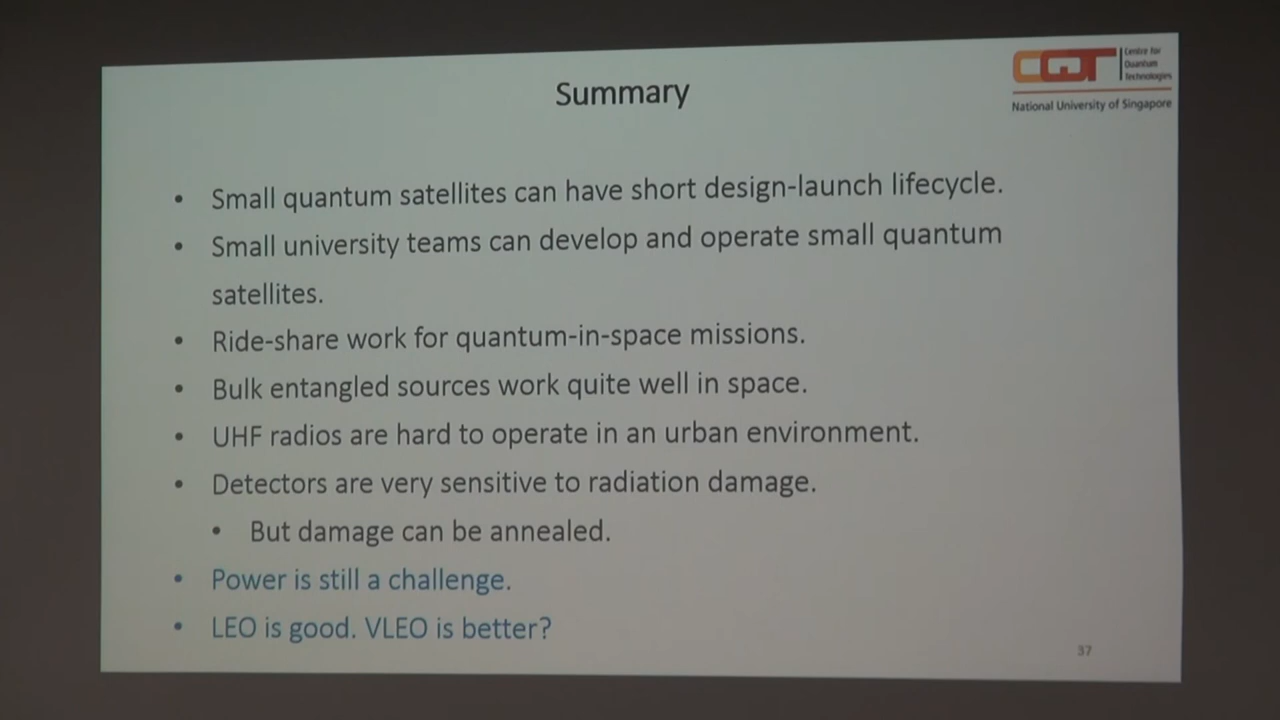 Summary
CQT
Centre for
Quantum
Technologies
National University of Singapore
• Small quantum satellites can have short design-launch lifecycle.
• Small university teams can develop and operate small quantum
satellites.
• Ride-share work for quantum-in-space missions.
• Bulk entangled sources work quite well in space.
• UHF radios are hard to operate in an urban environment.
• Detectors are very sensitive to radiation damage.
• But damage can be annealed.
• Power is still a challenge.
• LEO is good. VLEO is better?
37